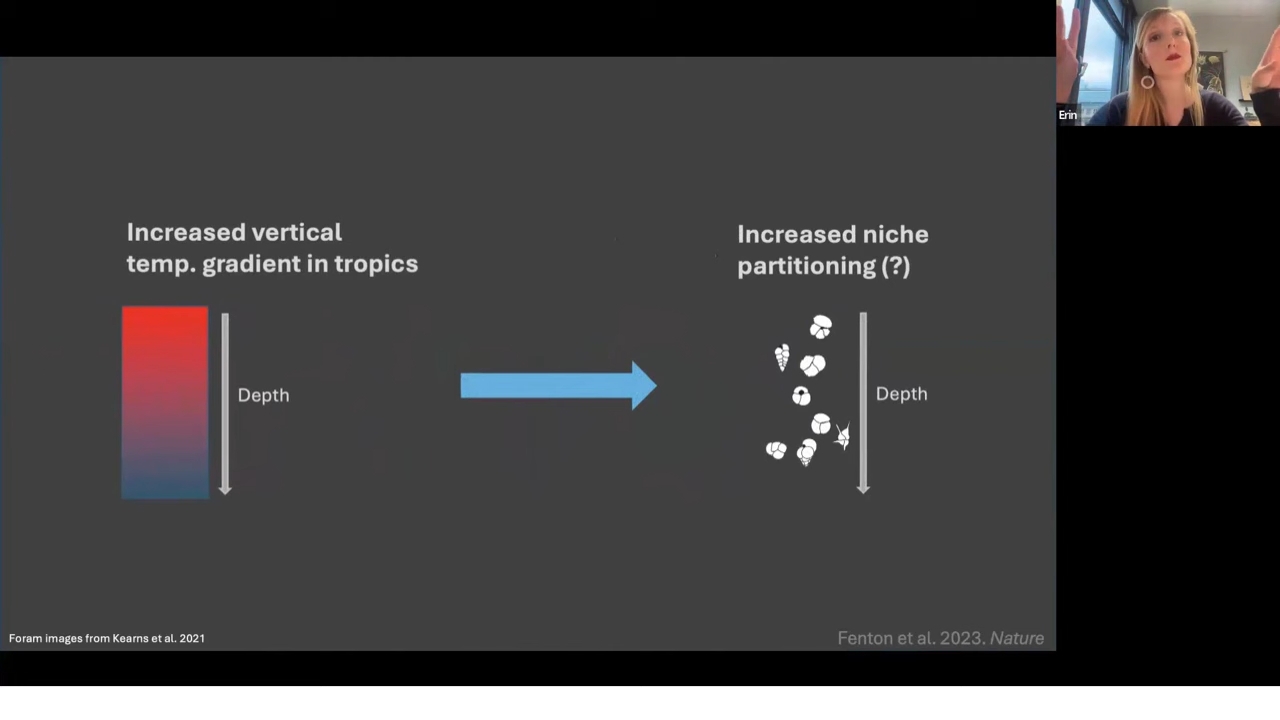 Erin
Increased vertical
temp. gradient in tropics
Increased niche
partitioning (?)
Depth
Depth
Foram images from Kearns et al. 2021
Fenton et al. 2023. Nature